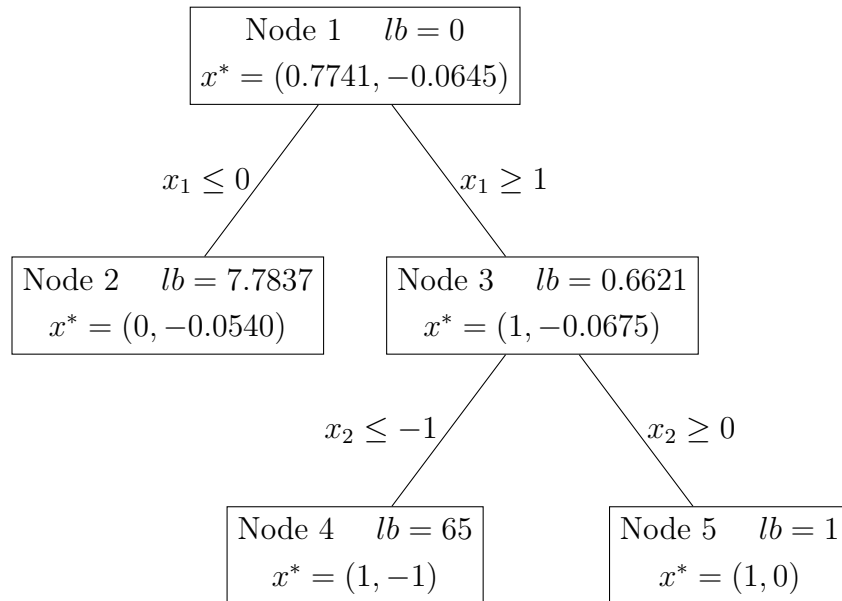 Node 1 lb = 0
x* = (0.7741, −0.0645)
x₁ ≤ 0
x₁ ≥ 1
Node 2 lb = 7.7837
x* = (0, −0.0540)
Node 3 lb = 0.6621
x* = (1, −0.0675)
x₂ ≤ −1
x₂ ≥ 0
Node 4 lb = 65
x* = (1, −1)
Node 5 lb = 1
x* = (1, 0)